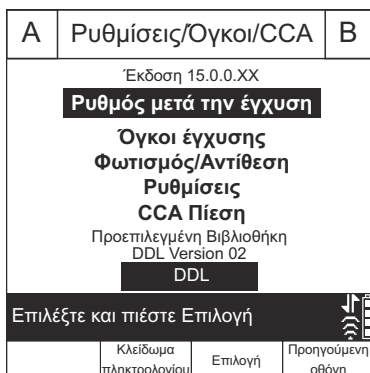 Α Ρυθμίσεις/Όγκοι/CCA Β
Έκδοση 15.0.0.XX
Ρυθμός μετά την έγχυση
Όγκοι έγχυσης
Φωτισμός/Αντίθεση
Ρυθμίσεις
CCA Πίεση
Προεπιλεγμένη Βιβλιοθήκη
DDL Version 02
DDL
Επιλέξτε και πιέστε Επιλογή
Κλείδωμα
πληκτρολογίου
Επιλογή
Προηγούμενη
οθόνη